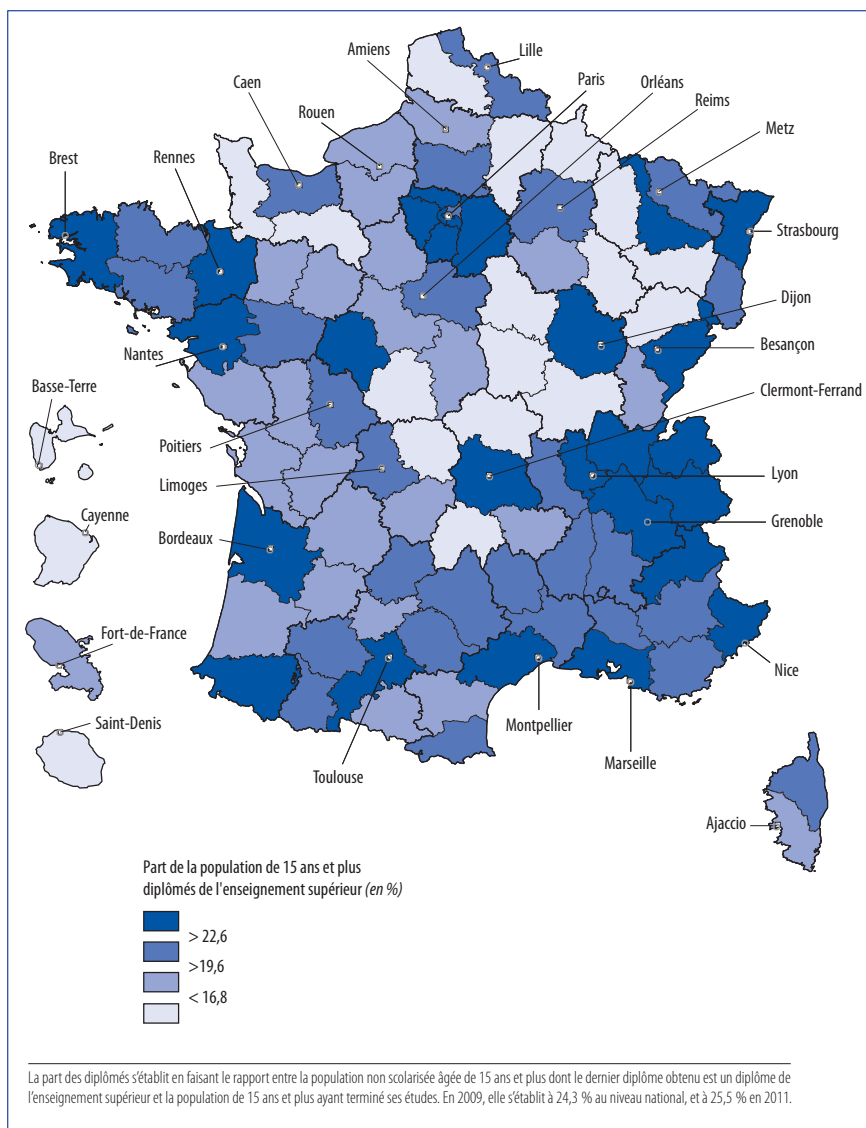 Amiens
Lille
Caen
Paris
Orléans
Rouen
Reims
Metz
Brest
Rennes
Strasbourg
Dijon
Nantes
Besançon
Basse-Terre
Clermont-Ferrand
Poitiers
Limoges
Lyon
Cayenne
Grenoble
Bordeaux
Fort-de-France
Nice
Saint-Denis
Montpellier
Marseille
Toulouse
Ajaccio
Part de la population de 15 ans et plus
diplômés de l'enseignement supérieur (en %)
> 22,6
>19,6
< 16,8
La part des diplômés s'établit en faisant le rapport entre la population non scolarisée âgée de 15 ans et plus dont le dernier diplôme obtenu est un diplôme de
l'enseignement supérieur et la population de 15 ans et plus ayant terminé ses études. En 2009, elle s'établit à 24,3 % au niveau national, et à 25,5 % en 2011.